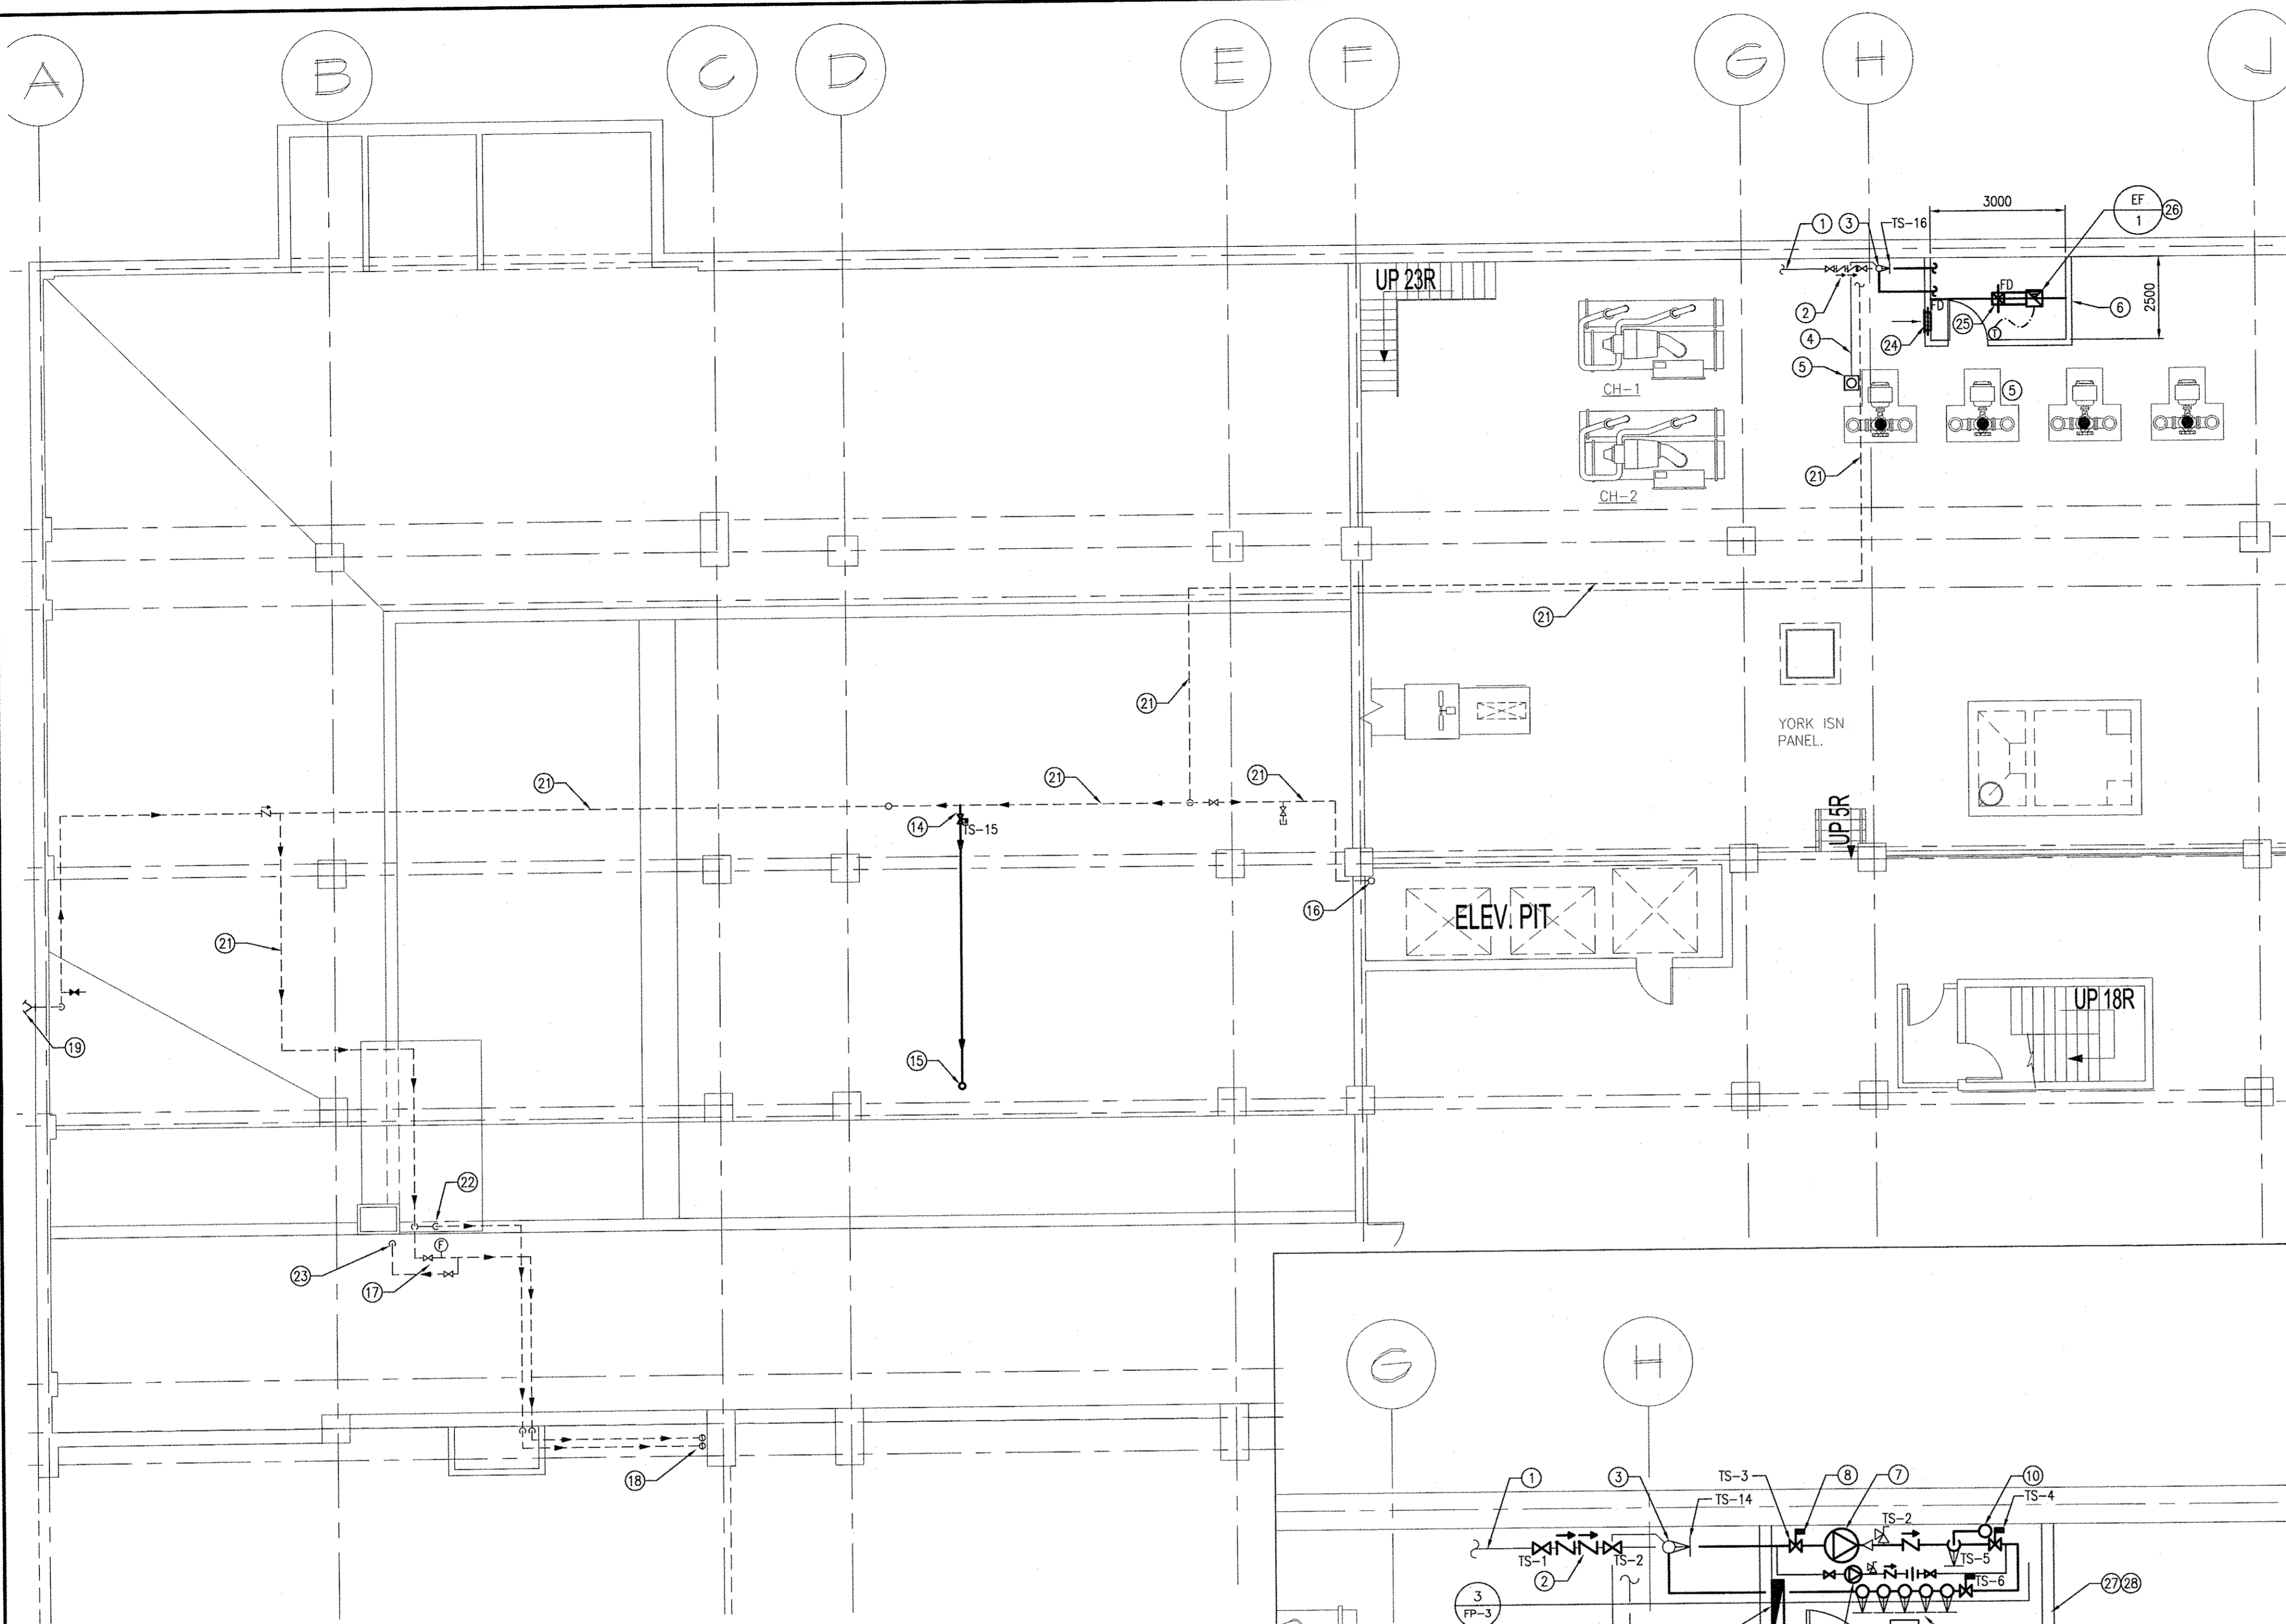 A
B
C
D
E
F
G
H
J
3000
EF
1
26
1
3
TS-16
UP 23R
2
FD
FD
6
2500
25
T
24
4
5
5
CH-1
CH-2
21
21
21
YORK ISN
PANEL.
21
21
21
14
TS-15
UP 5R
16
ELEV. PIT
21
UP 18R
19
15
22
F
23
17
G
H
18
1
3
TS-3
8
7
10
TS-14
TS-4
TS-2
TS-1
TS-2
TS-5
2
TS-6
27
28
3
FP-3